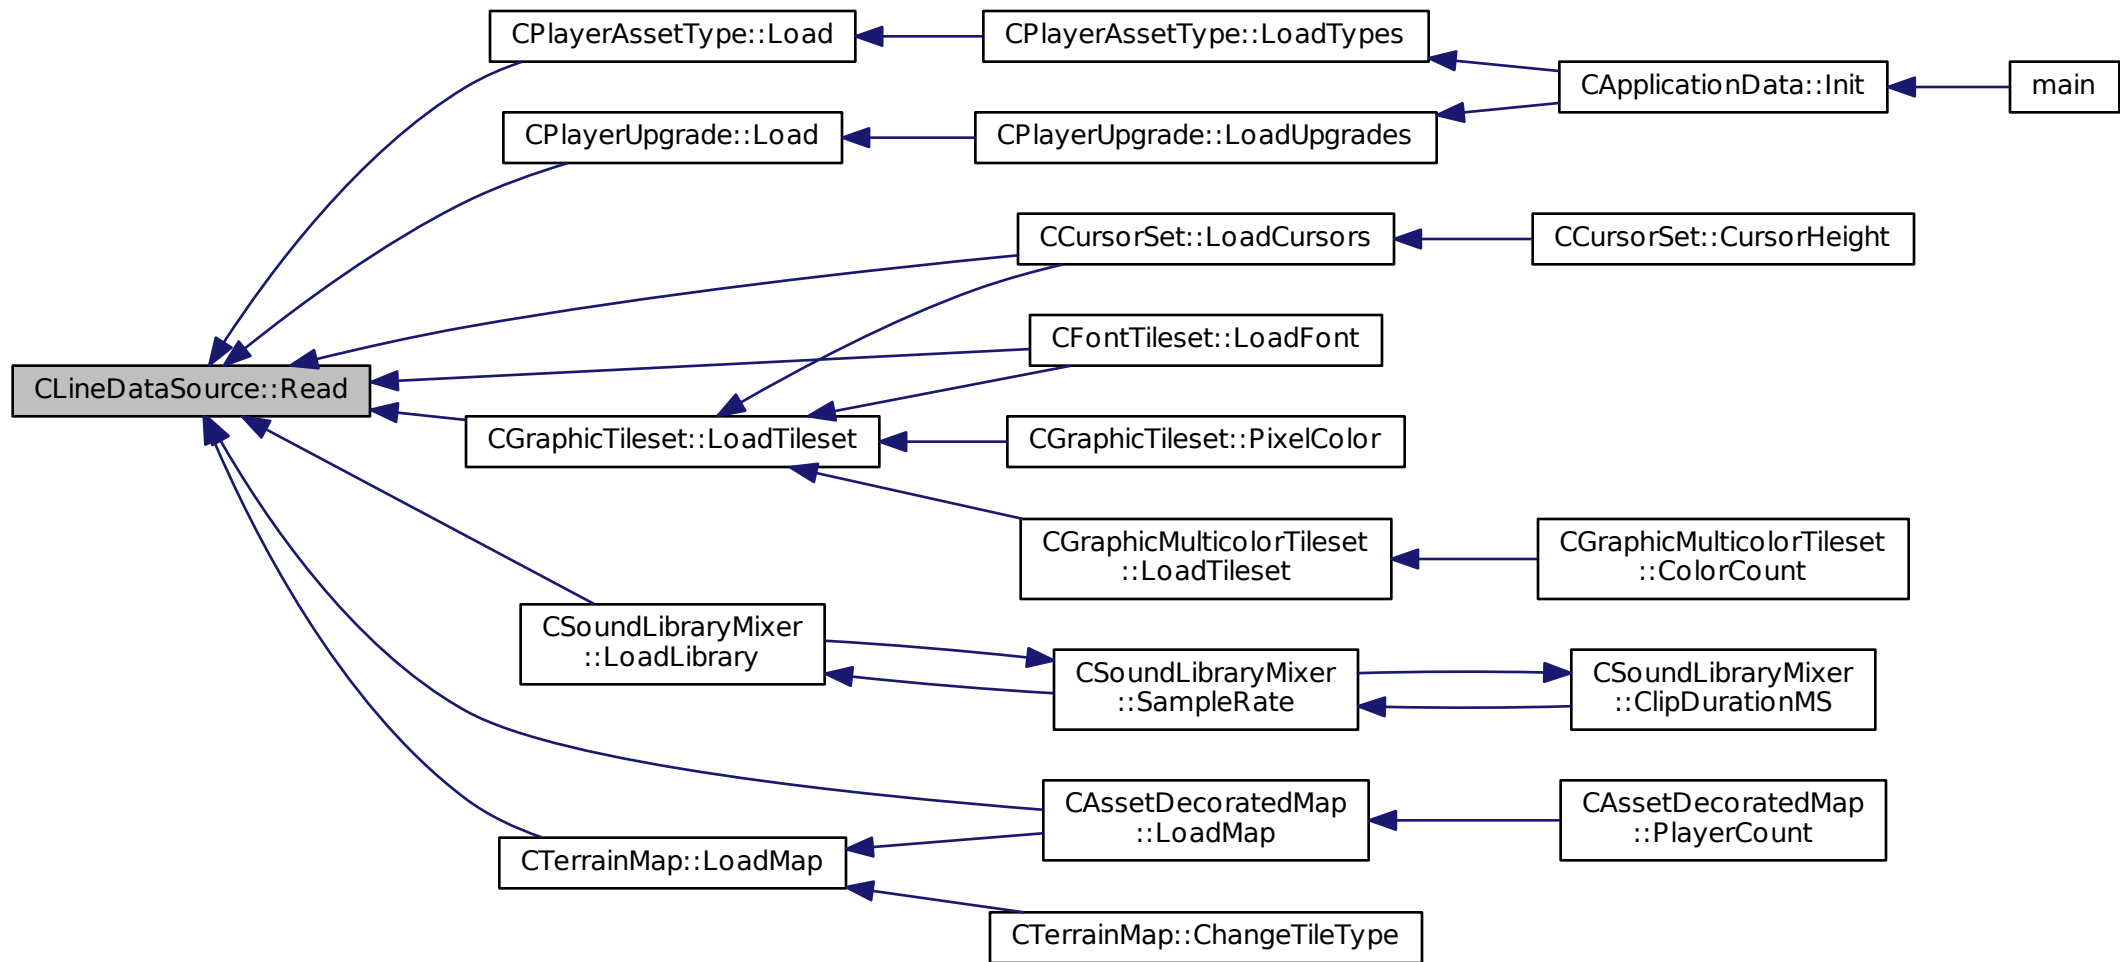 CPlayerAssetType::Load
CPlayerAssetType::LoadTypes
CApplicationData::Init
main
CPlayerUpgrade::Load
CPlayerUpgrade::LoadUpgrades
CCursorSet::LoadCursors
CCursorSet::CursorHeight
CFontTileset::LoadFont
CLineDataSource::Read
CGraphicTileset::LoadTileset
CGraphicTileset::PixelColor
CGraphicMulticolorTileset
::LoadTileset
CGraphicMulticolorTileset
::ColorCount
CSoundLibraryMixer
::LoadLibrary
CSoundLibraryMixer
::SampleRate
CSoundLibraryMixer
::ClipDurationMS
CAssetDecoratedMap
::LoadMap
CAssetDecoratedMap
::PlayerCount
CTerrainMap::LoadMap
CTerrainMap::ChangeTileType